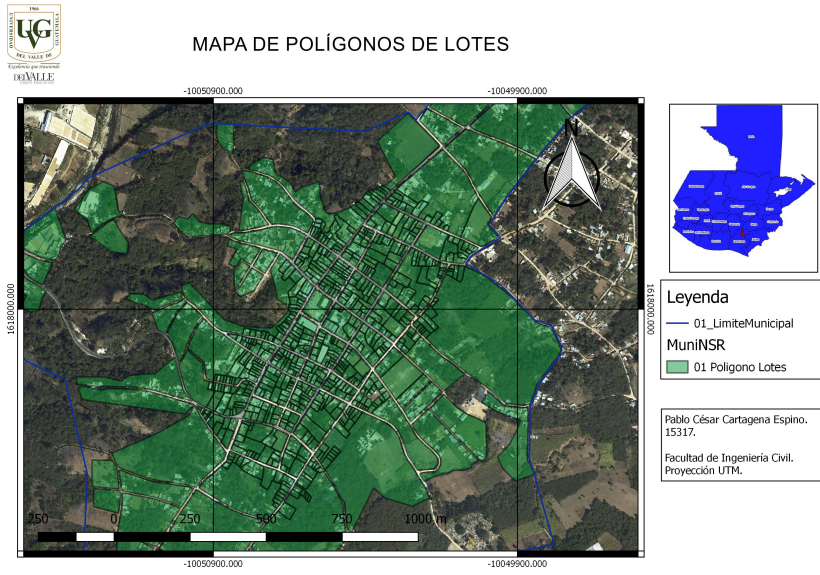 1966
UNIVERSIDAD
DEL VALLE DE
GUATEMALA
UVG
Excelencia que trasciende
DEL VALLE
MAPA DE POLÍGONOS DE LOTES
-10050900.000
-10049900.000
N
1618000.000
1618000.000
Leyenda
01_LimiteMunicipal
MuniNSR
01 Poligono Lotes
Pablo César Cartagena Espino.
15317.
Facultad de Ingeniería Civil.
Proyección UTM.
250 0 250 500 750 1000 m
-10050900.000
-10049900.000